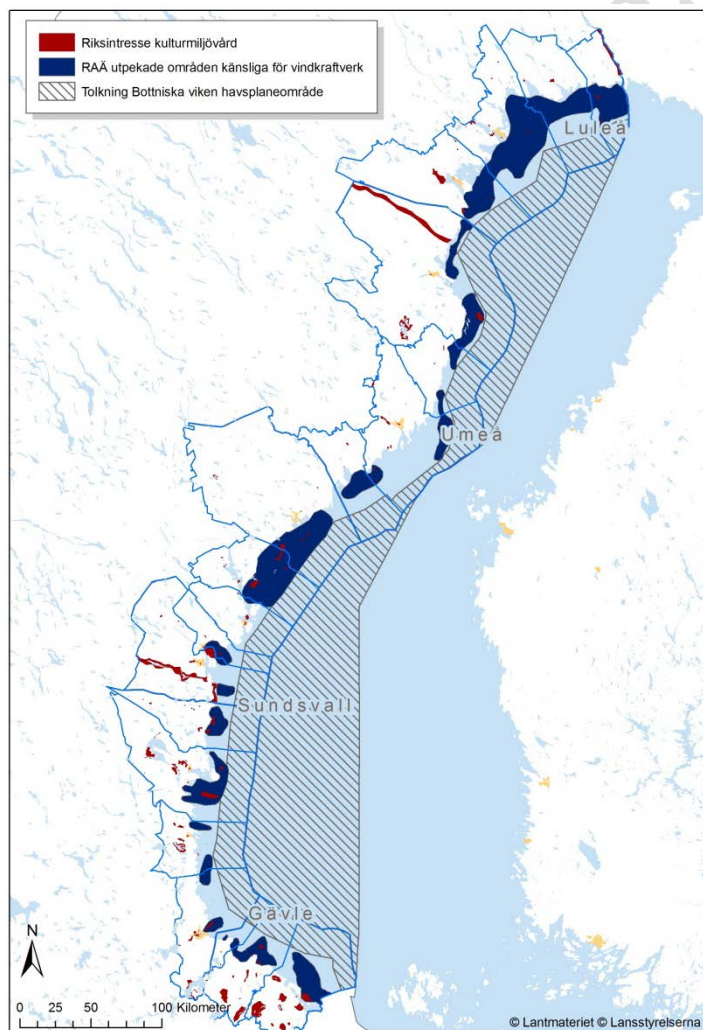 Riksintresse kulturmiljövård
RAÄ utpekade områden känsliga för vindkraftverk
Tolkning Bottniska viken havsplaneområde
Luleå
Umeå
Sundsvall
Gävle
N
0 25 50 100 Kilometer
© Lantmateriet © Lansstyrelserna